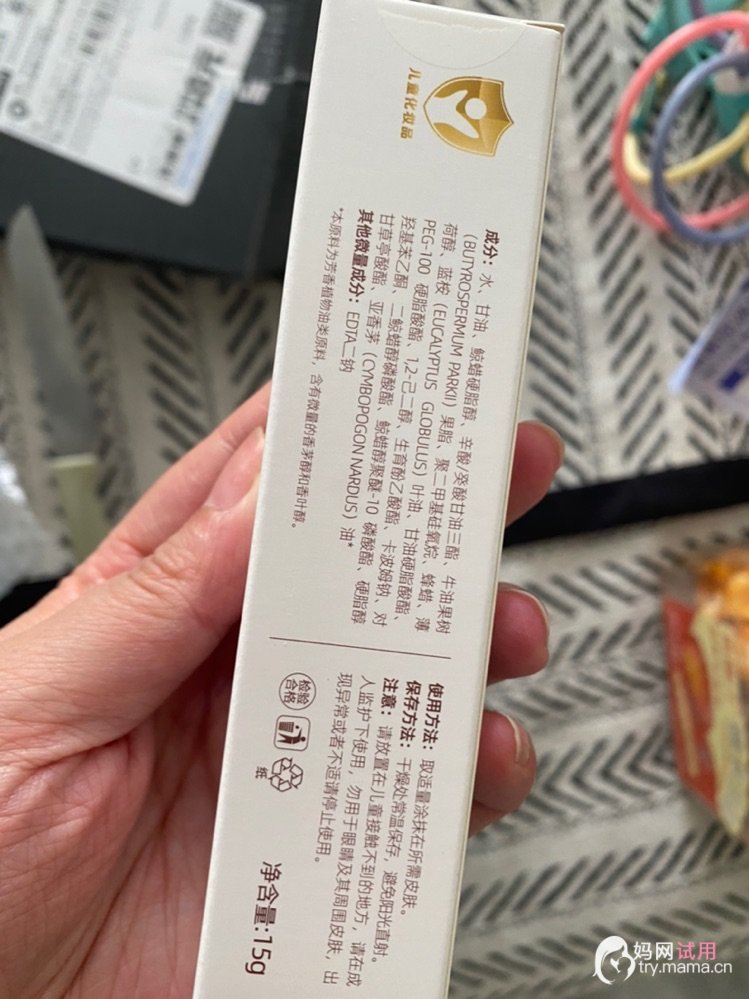 儿童化妆品
成分：水、甘油、鲸蜡硬脂醇、辛酸/癸酸甘油三酯、牛油果树
（BUTYROSPERMUM PARKII）果脂、聚二甲基硅氧烷、蜂蜡、薄
荷醇、蓝桉（EUCALYPTUS GLOBULUS）叶油、甘油硬脂酸酯、
PEG-100 硬脂酸酯、1,2-己二醇、生育酚乙酸酯、卡波姆钠、对
羟基苯乙酮、二鲸蜡醇磷酸酯、鲸蜡醇聚醚-10 磷酸酯、硬脂醇
甘草亭酸酯、亚香茅（CYMBOPOGON NARDUS）油*
其他微量成分：EDTA二钠
*本原料为芳香植物油类原料，含有微量的香茅醇和香叶醇。
使用方法：取适量涂抹在所需皮肤。
保存方法：干燥处常温保存，避免阳光直射。
注意：请放置在儿童接触不到的地方，请在成
人监护下使用，勿用于眼睛及其周围皮肤，出
现异常或者不适请停止使用。
检验
合格
纸
净含量:15g
妈网试用
try.mama.cn